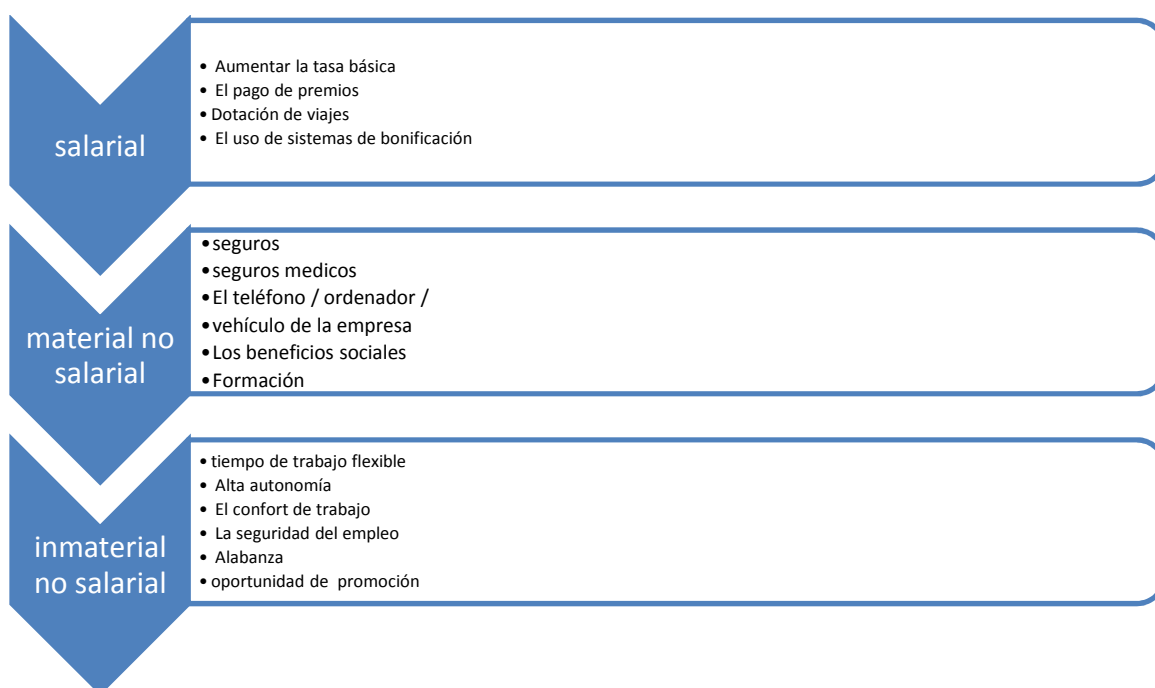 salarial
• Aumentar la tasa básica
• El pago de premios
• Dotación de viajes
• El uso de sistemas de bonificación
material no
salarial
• seguros
• seguros medicos
• El teléfono / ordenador /
• vehículo de la empresa
• Los beneficios sociales
• Formación
inmaterial
no salarial
• tiempo de trabajo flexible
• Alta autonomía
• El confort de trabajo
• La seguridad del empleo
• Alabanza
• oportunidad de promoción